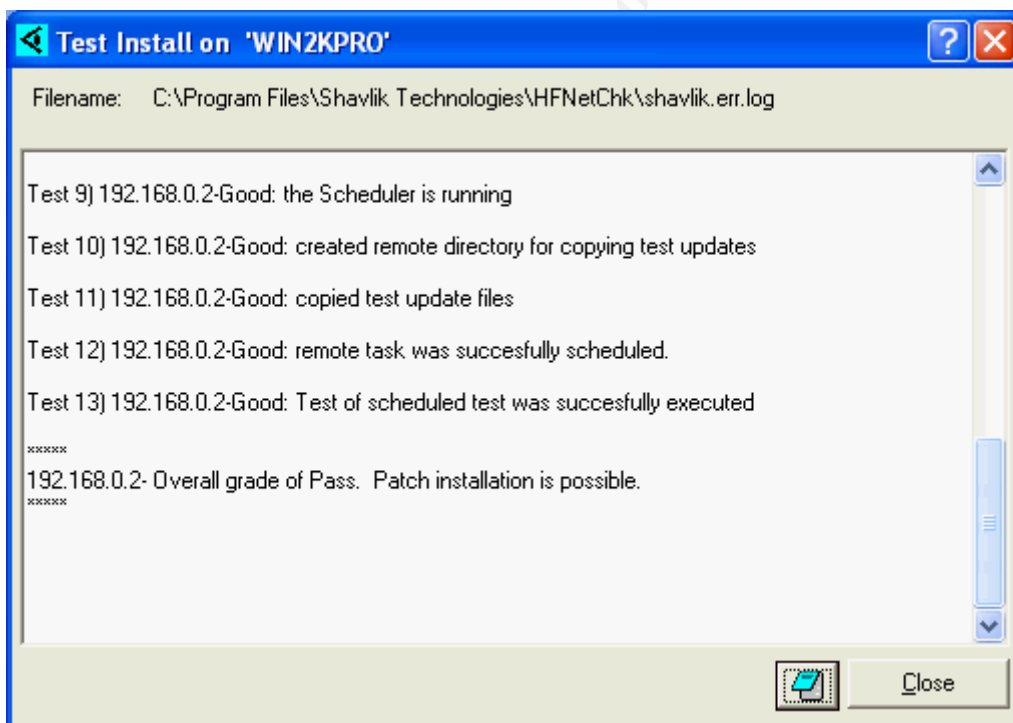 Test Install on 'WIN2KPRO'
Filename: C:\Program Files\Shavlik Technologies\HFNetChk\shavlik.err.log
Test 9) 192.168.0.2-Good: the Scheduler is running
Test 10) 192.168.0.2-Good: created remote directory for copying test updates
Test 11) 192.168.0.2-Good: copied test update files
Test 12) 192.168.0.2-Good: remote task was succesfully scheduled.
Test 13) 192.168.0.2-Good: Test of scheduled test was succesfully executed
*****
192.168.0.2- Overall grade of Pass. Patch installation is possible.
*****
Close